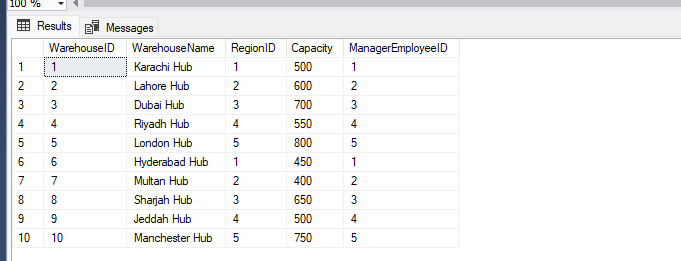 100 %
Results Messages
WarehouseID WarehouseName RegionID Capacity ManagerEmployeeID
1 1 Karachi Hub 1 500 1
2 2 Lahore Hub 2 600 2
3 3 Dubai Hub 3 700 3
4 4 Riyadh Hub 4 550 4
5 5 London Hub 5 800 5
6 6 Hyderabad Hub 1 450 1
7 7 Multan Hub 2 400 2
8 8 Sharjah Hub 3 650 3
9 9 Jeddah Hub 4 500 4
10 10 Manchester Hub 5 750 5